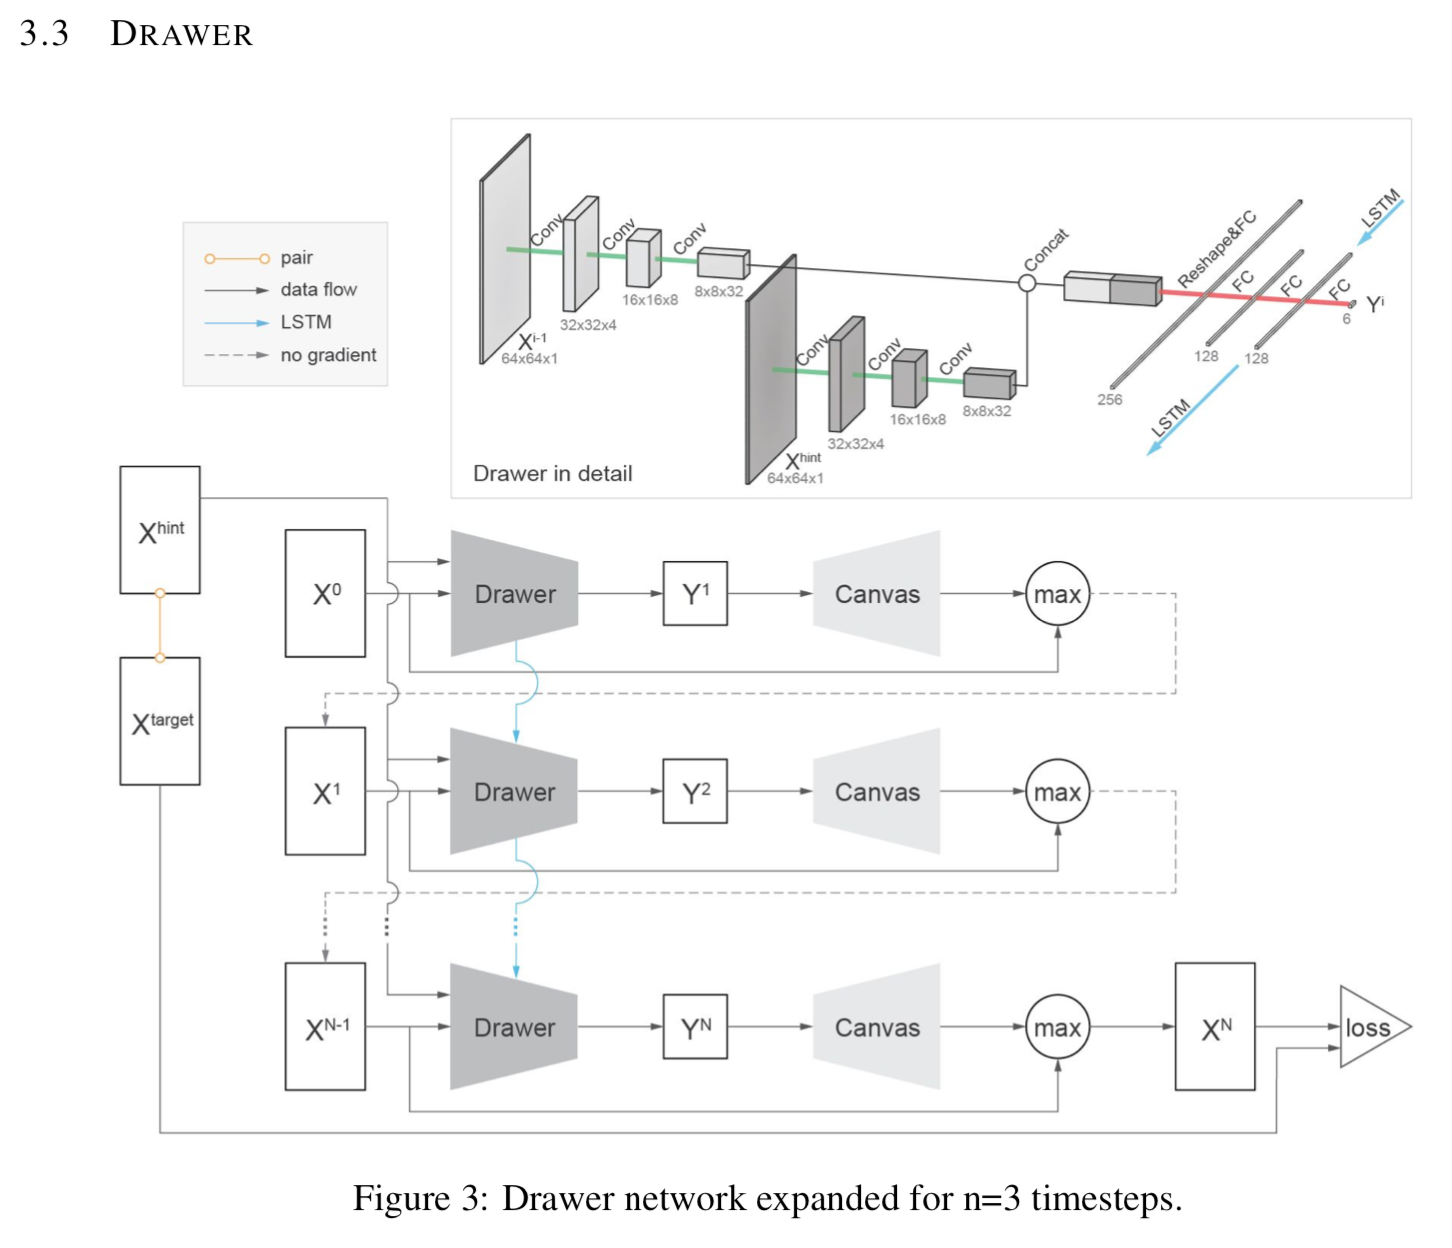 3.3 DRAWER
pair
data flow
LSTM
no gradient
Conv
Conv
Conv
X^i-1
64x64x1
32x32x4
16x16x8
8x8x32
Conv
Conv
Conv
X^hint
64x64x1
32x32x4
16x16x8
8x8x32
Concat
Reshape&FC
FC
FC
FC
LSTM
LSTM
256
128
128
6
Y^i
Drawer in detail
X^hint
X^target
X^0
Drawer
Y^1
Canvas
max
X^1
Drawer
Y^2
Canvas
max
X^N-1
Drawer
Y^N
Canvas
max
X^N
loss
Figure 3: Drawer network expanded for n=3 timesteps.